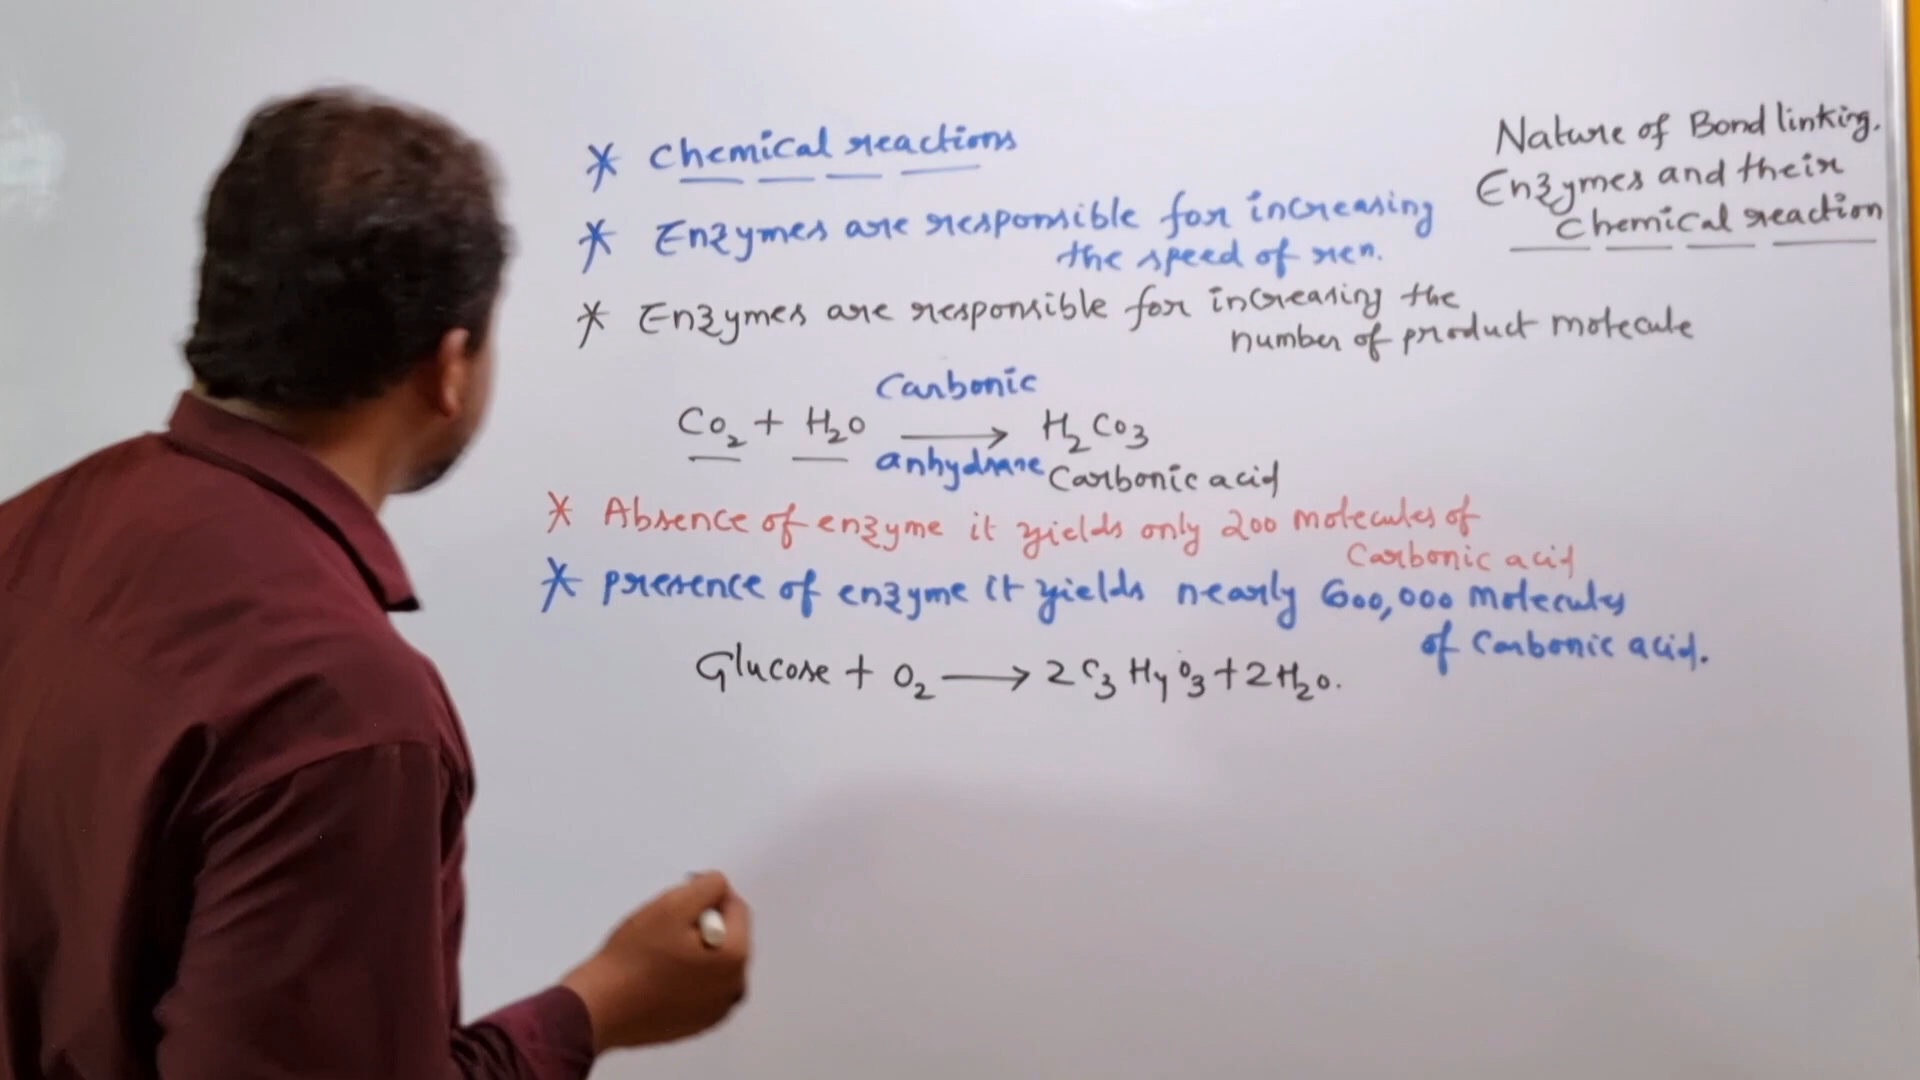 * Chemical reactions
* Enzymes are responsible for increasing
the speed of rxn.
* Enzymes are responsible for increasing the
number of product molecule
Carbonic
Co2 + H2O ⟶ H2Co3
anhydrase
Carbonic acid
* Absence of enzyme it yields only 200 molecules of
Carbonic acid
* presence of enzyme it yields nearly 600,000 molecules
of Carbonic acid.
Glucose + O2 ⟶ 2C3H4O3 + 2H2O.
Nature of Bond linking.
Enzymes and their
Chemical reaction